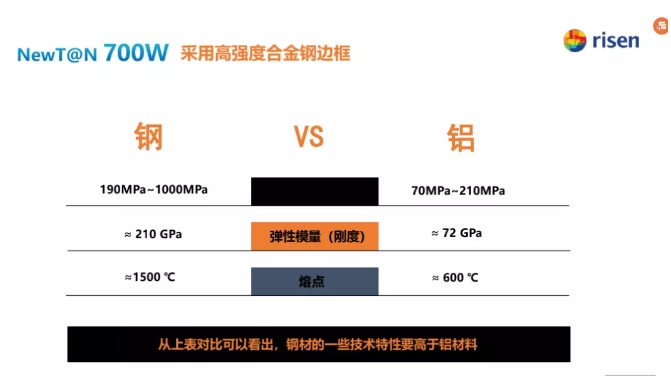 NewT@N 700W 采用高强度合金钢边框
risen
钢 VS 铝
190MPa~1000MPa 70MPa~210MPa
≈ 210 GPa 弹性模量（刚度） ≈ 72 GPa
≈1500 ℃ 熔点 ≈ 600 ℃
从上表对比可以看出，钢材的一些技术特性要高于铝材料